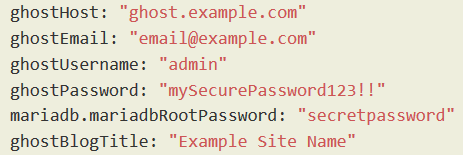 ghostHost: "ghost.example.com"
ghostEmail: "email@example.com"
ghostUsername: "admin"
ghostPassword: "mySecurePassword123!!"
mariadb.mariadbRootPassword: "secretpassword"
ghostBlogTitle: "Example Site Name"